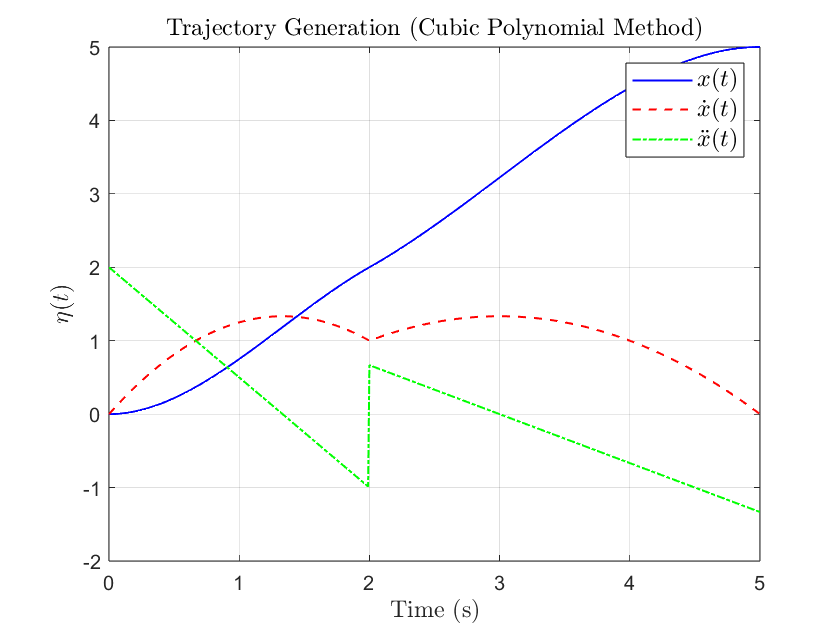 Trajectory Generation (Cubic Polynomial Method)
5
4
3
2
1
0
-1
-2
η(t)
x(t)
ẋ(t)
ẍ(t)
0 1 2 3 4 5
Time (s)